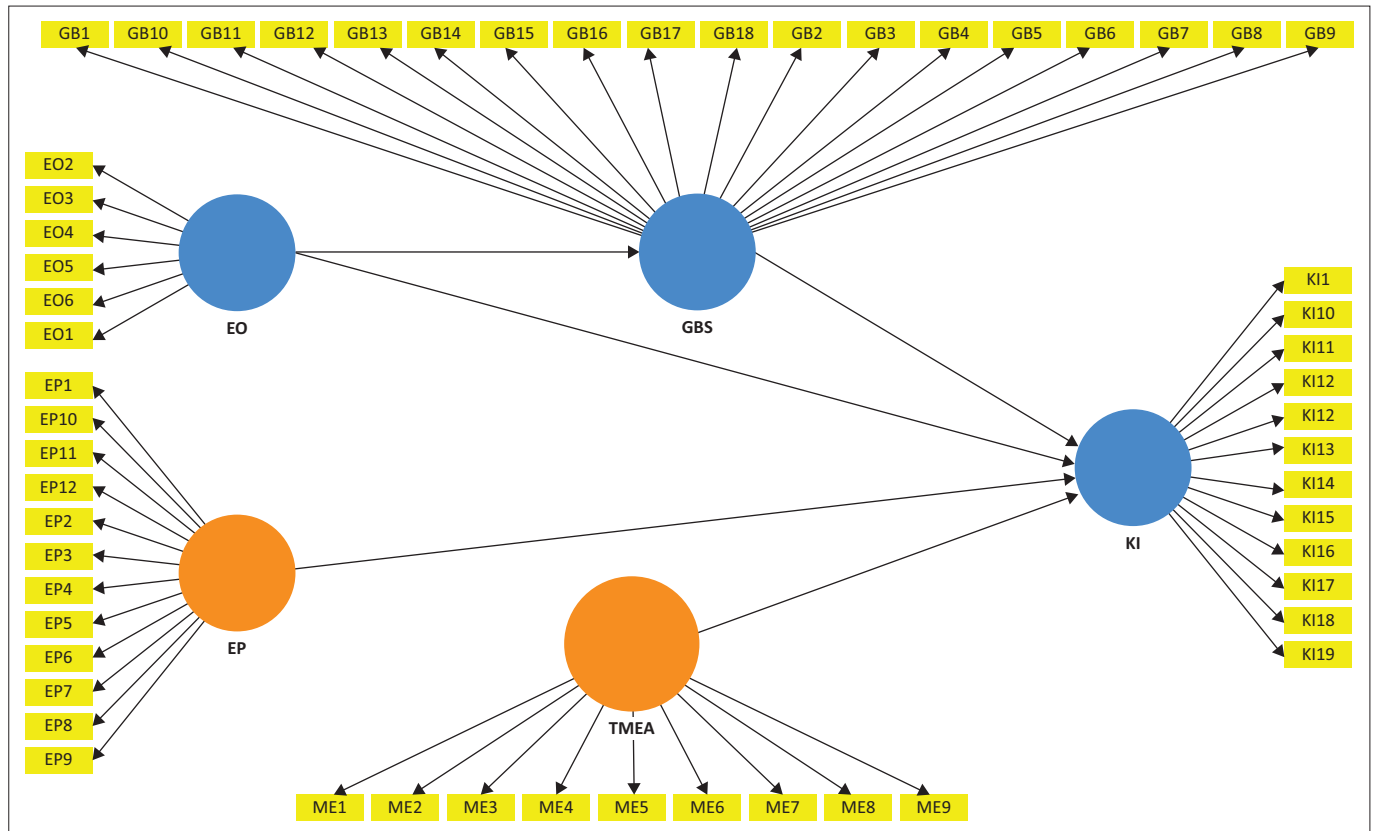 GB1 GB10 GB11 GB12 GB13 GB14 GB15 GB16 GB17 GB18 GB2 GB3 GB4 GB5 GB6 GB7 GB8 GB9
EO2
EO3
EO4
EO5
EO6
EO1
EO
GBS
EP1
EP10
EP11
EP12
EP2
EP3
EP4
EP5
EP6
EP7
EP8
EP9
EP
TMEA
ME1 ME2 ME3 ME4 ME5 ME6 ME7 ME8 ME9
KI
KI1
KI10
KI11
KI12
KI12
KI13
KI14
KI15
KI16
KI17
KI18
KI19